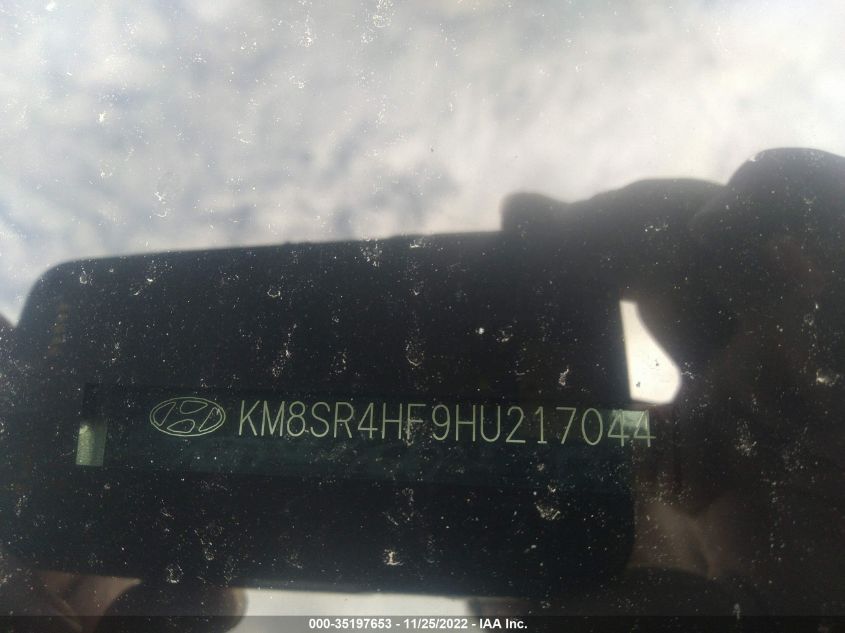 KM8SR4HF9HU217044
000-35197653 - 11/25/2022 - IAA Inc.